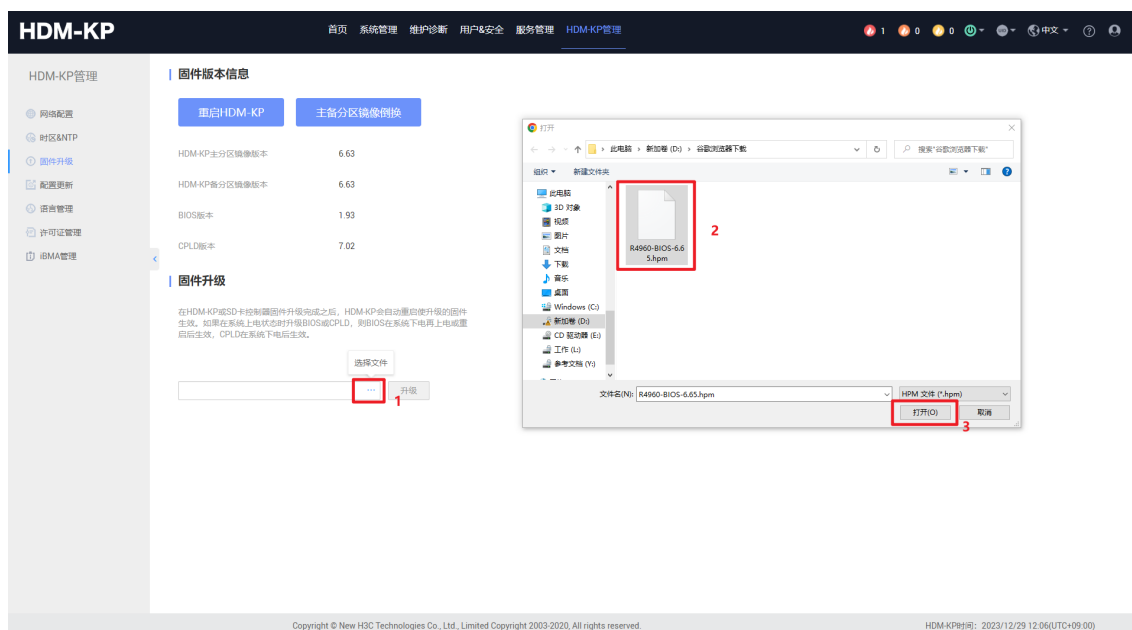 HDM-KP
首页 系统管理 维护诊断 用户&安全 服务管理 HDM-KP管理
1 0 0 中文
HDM-KP管理
网络配置
时区&NTP
固件升级
配置更新
语言管理
许可证管理
iBMA管理
固件版本信息
重启HDM-KP 主备分区镜像倒换
HDM-KP主分区镜像版本 6.63
HDM-KP备分区镜像版本 6.63
BIOS版本 1.93
CPLD版本 7.02
固件升级
在HDM-KP或SD卡控制器固件升级完成之后，HDM-KP会自动重启使升级的固件
生效。如果在系统上电状态时升级BIOS或CPLD，则BIOS在系统下电再上电或重
启后生效，CPLD在系统下电后生效。
选择文件
... 升级
1
打开
此电脑 › 新加卷 (D:) › 谷歌浏览器下载
搜索"谷歌浏览器下载"
组织 新建文件夹
此电脑
3D 对象
视频
图片
文档
下载
音乐
桌面
Windows (C:)
新加卷 (D:)
CD 驱动器 (E:)
工作 (L:)
参考文档 (Y:)
R4960-BIOS-6.6
5.hpm
2
文件名(N): R4960-BIOS-6.65.hpm HPM 文件 (*.hpm)
打开(O) 取消
3
Copyright © New H3C Technologies Co., Ltd., Limited Copyright 2003-2020, All rights reserved.
HDM-KP时间：2023/12/29 12:06(UTC+09:00)